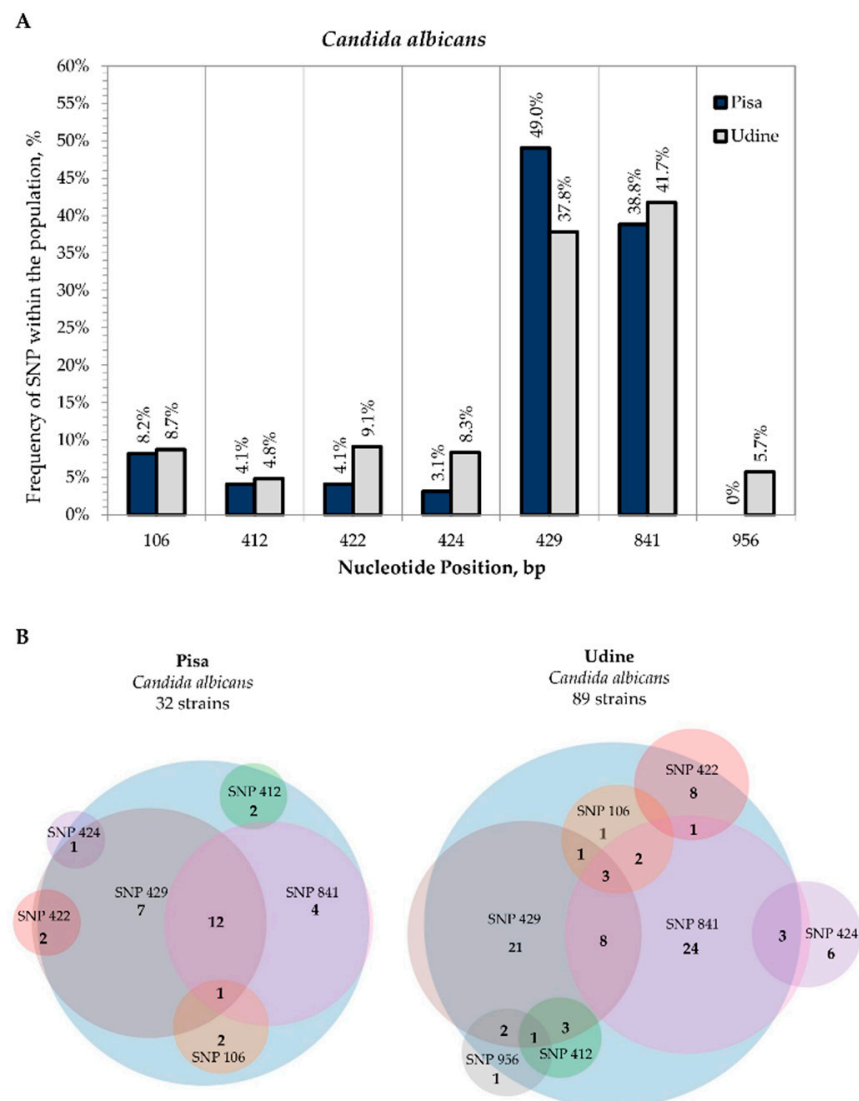 A
Candida albicans
Frequency of SNP within the population, %
60%
55%
50%
45%
40%
35%
30%
25%
20%
15%
10%
5%
0%
Pisa
Udine
8.2%
8.7%
4.1%
4.8%
4.1%
9.1%
3.1%
8.3%
49.0%
37.8%
38.8%
41.7%
0%
5.7%
106 412 422 424 429 841 956
Nucleotide Position, bp
B
Pisa
Candida albicans
32 strains
SNP 412
2
SNP 424
1
SNP 429
7
12
SNP 841
4
SNP 422
2
1
2
SNP 106
Udine
Candida albicans
89 strains
SNP 422
8
1
SNP 106
1
1
2
3
SNP 429
21
8
SNP 841
24
3
SNP 424
6
2
1
3
SNP 956
1
SNP 412